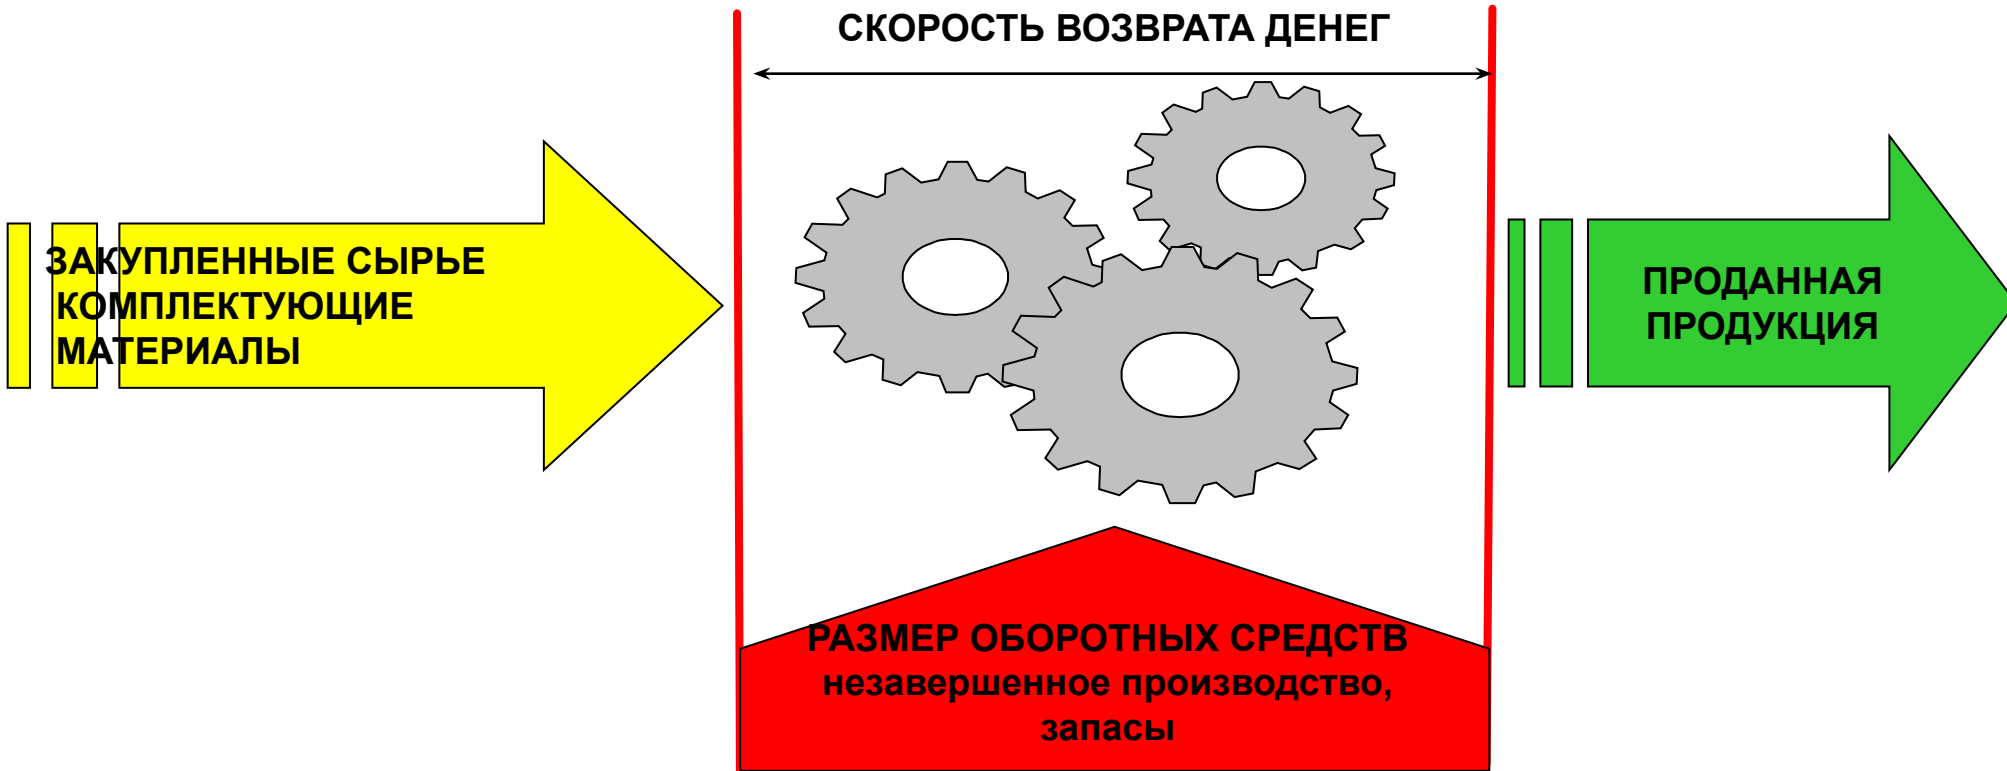 СКОРОСТЬ ВОЗВРАТА ДЕНЕГ
ЗАКУПЛЕННЫЕ СЫРЬЕ
КОМПЛЕКТУЮЩИЕ
МАТЕРИАЛЫ
ПРОДАННАЯ
ПРОДУКЦИЯ
РАЗМЕР ОБОРОТНЫХ СРЕДСТВ
незавершенное производство,
запасы